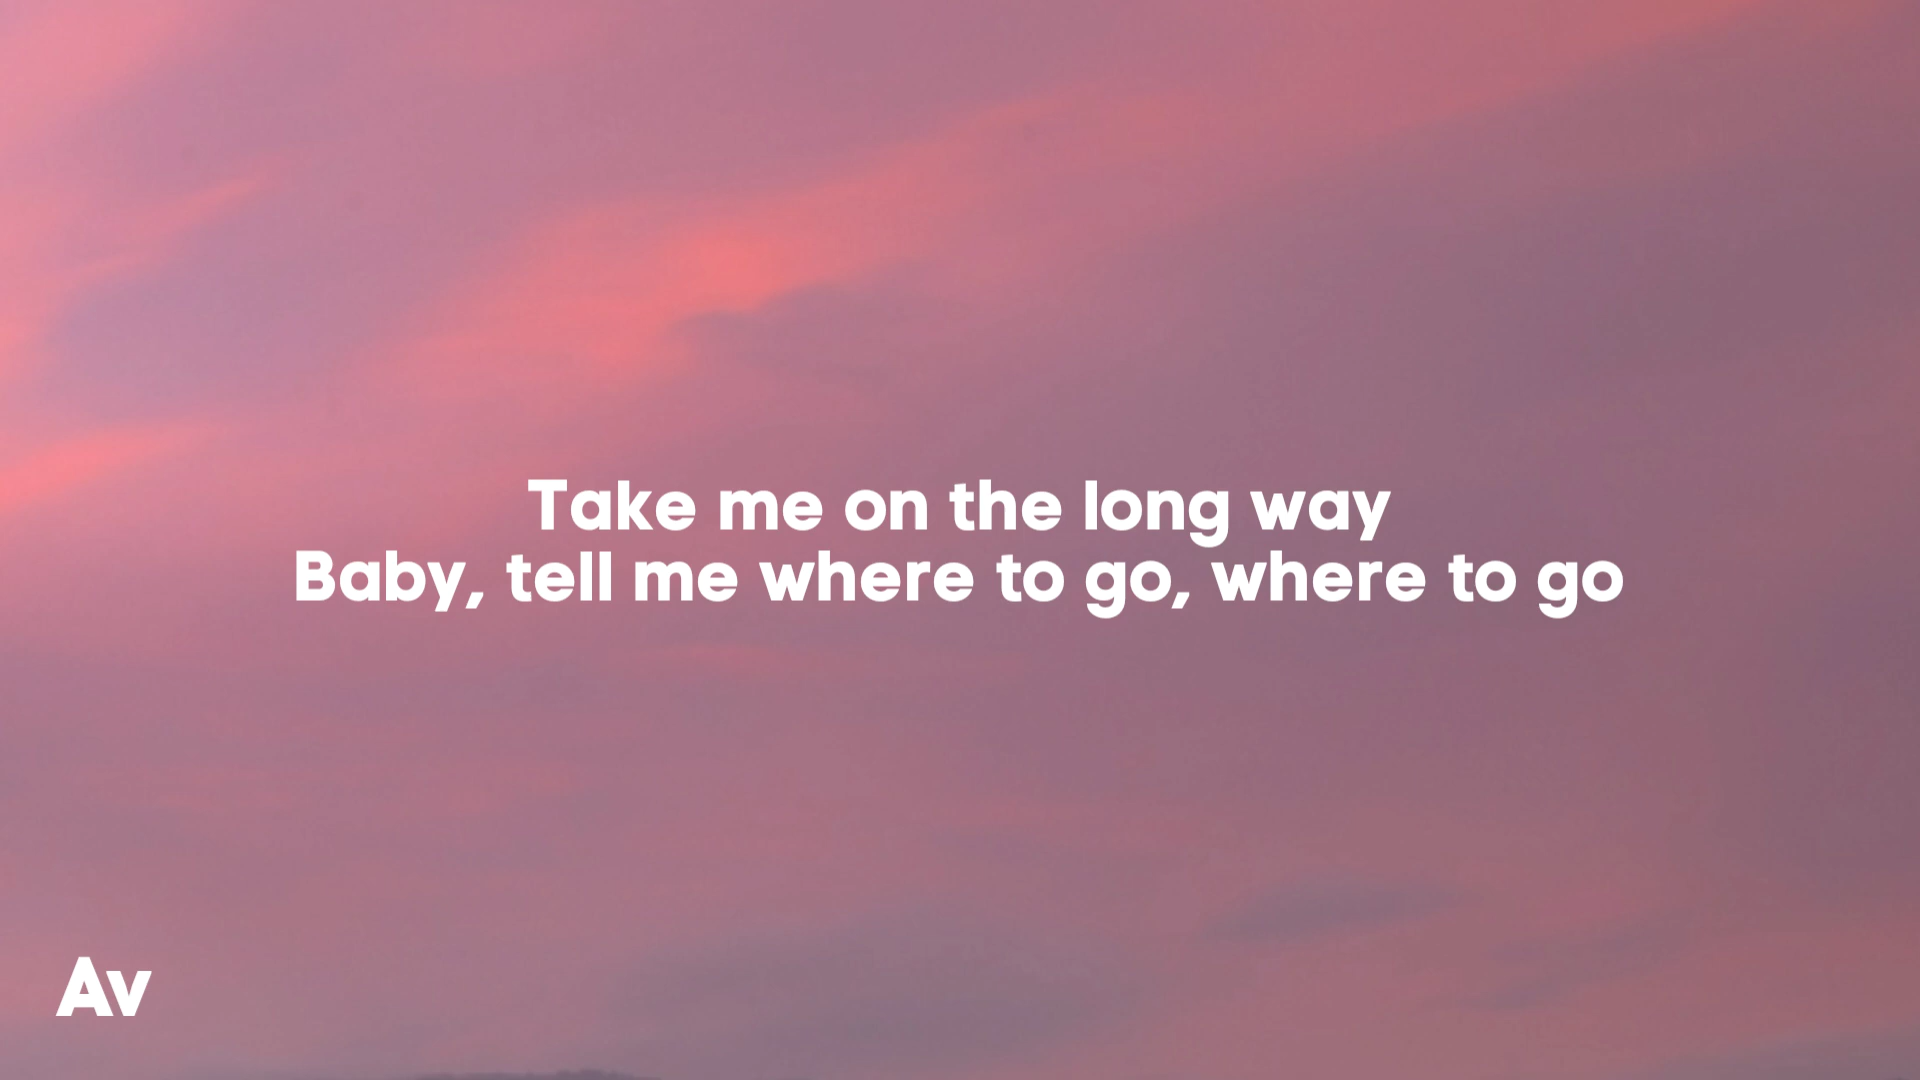 Take me on the long way
Baby, tell me where to go, where to go
Av